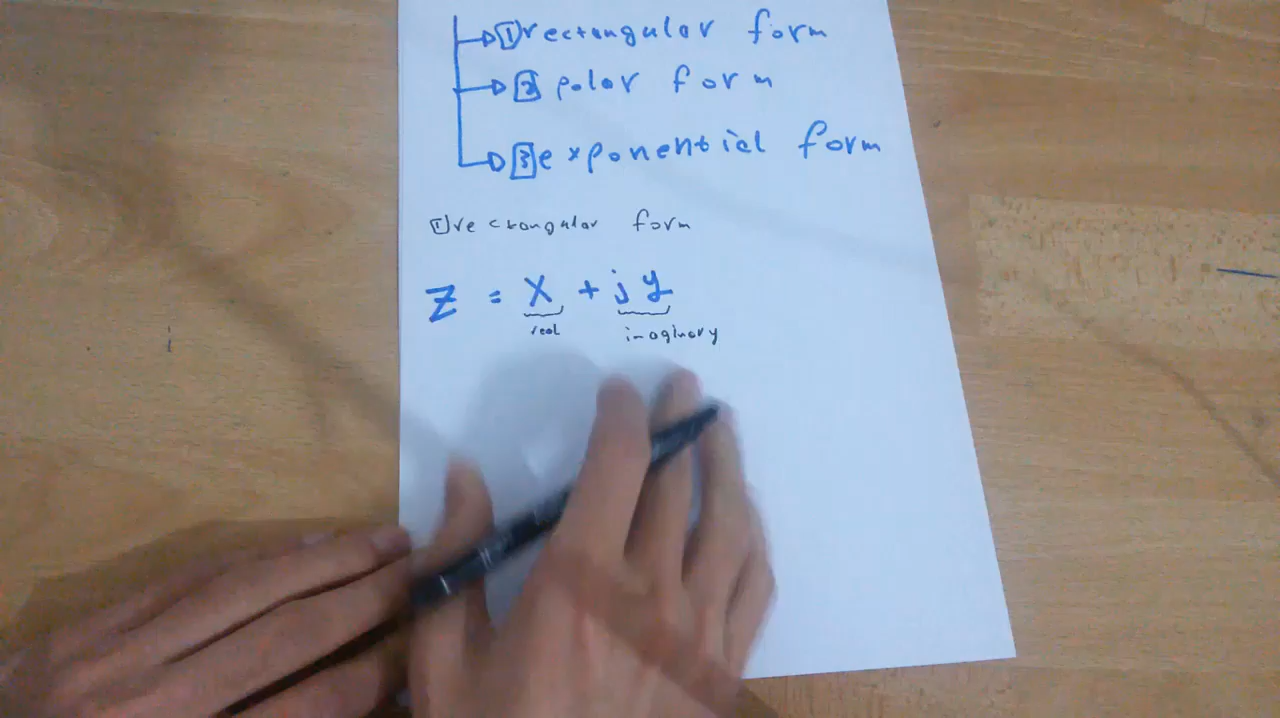 1 rectangular form
2 polar form
3 exponential form
1 rectangular form
Z = X + j y
real imaginary